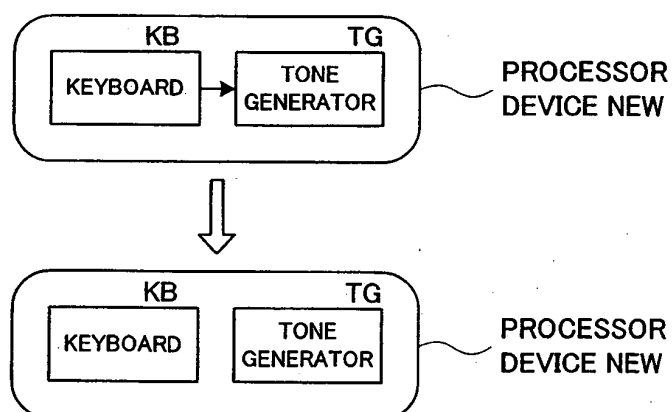 KB TG
KEYBOARD
TONE
GENERATOR
PROCESSOR
DEVICE NEW
KB TG
KEYBOARD
TONE
GENERATOR
PROCESSOR
DEVICE NEW